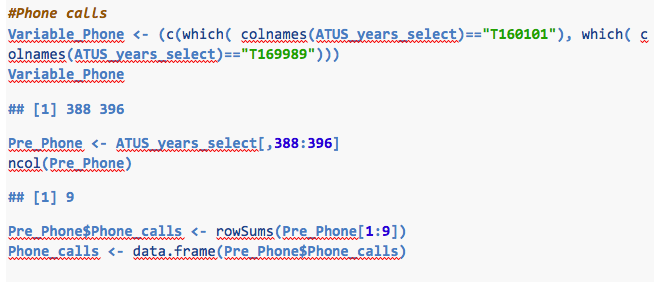 #Phone calls
Variable_Phone <- (c(which( colnames(ATUS_years_select)=="T160101"), which( c
olnames(ATUS_years_select)=="T169989")))
Variable_Phone
## [1] 388 396
Pre_Phone <- ATUS_years_select[,388:396]
ncol(Pre_Phone)
## [1] 9
Pre_Phone$Phone_calls <- rowSums(Pre_Phone[1:9])
Phone_calls <- data.frame(Pre_Phone$Phone_calls)